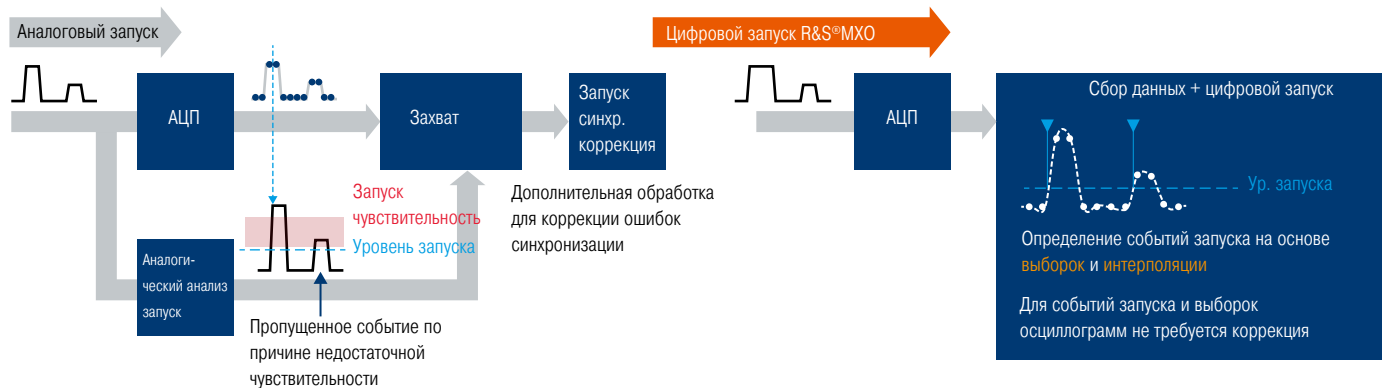 Аналоговый запуск
АЦП
Захват
Запуск
синхр.
коррекция
Запуск
чувствительность
Уровень запуска
Дополнительная обработка
для коррекции ошибок
синхронизации
Аналоги-
ческий анализ
запуск
Пропущенное событие по
причине недостаточной
чувствительности
Цифровой запуск R&S®MXO
АЦП
Сбор данных + цифровой запуск
Ур. запуска
Определение событий запуска на основе
выборок и интерполяции
Для событий запуска и выборок
осциллограмм не требуется коррекция